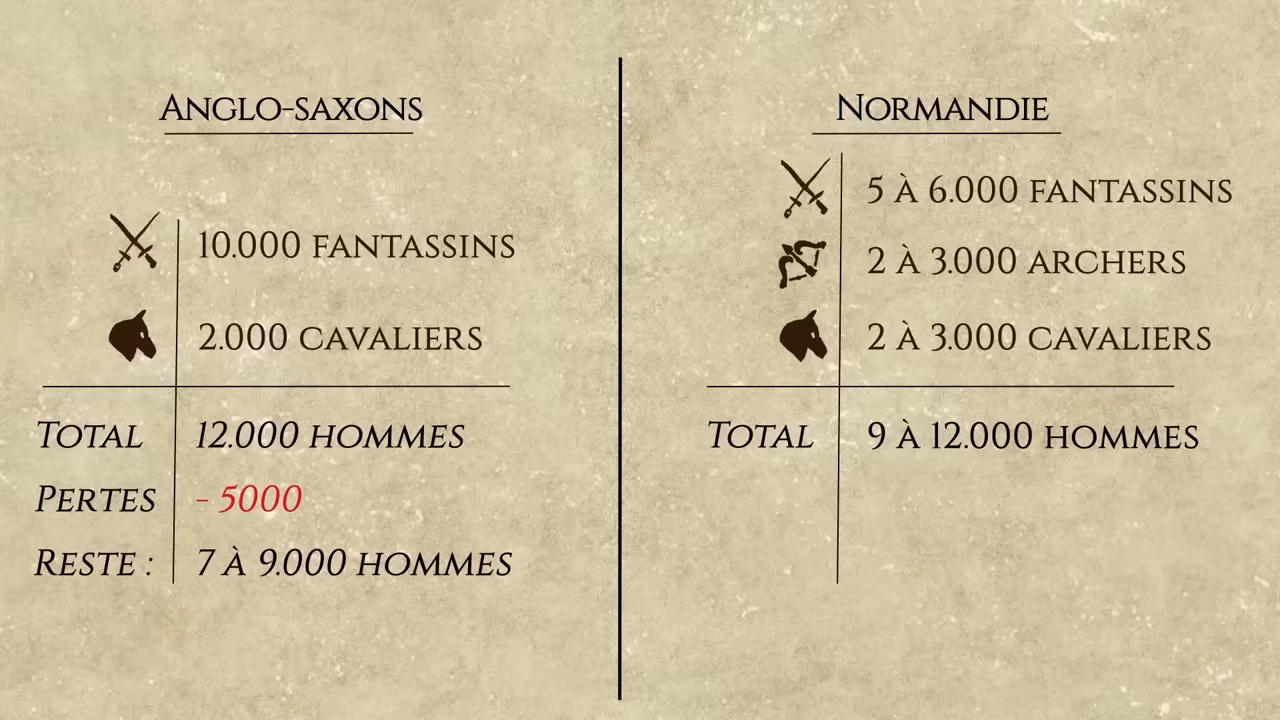 Anglo-saxons
10.000 fantassins
2.000 cavaliers
Total 12.000 hommes
Pertes - 5000
Reste : 7 à 9.000 hommes
Normandie
5 à 6.000 fantassins
2 à 3.000 archers
2 à 3.000 cavaliers
Total 9 à 12.000 hommes